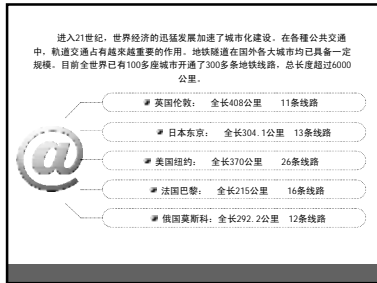 进入21世纪，世界经济的迅猛发展加速了城市化建设。在各種公共交通
中，軌道交通占有越來越重要的作用。地铁隧道在国外各大城市均已具备一定
规模。目前全世界已有100多座城市开通了300多条地铁线路，总长度超过6000
公里。
英国伦敦： 全长408公里 11条线路
日本东京： 全长304.1公里 13条线路
@
美国纽约： 全长370公里 26条线路
法国巴黎： 全长215公里 16条线路
俄国莫斯科：全长292.2公里 12条线路